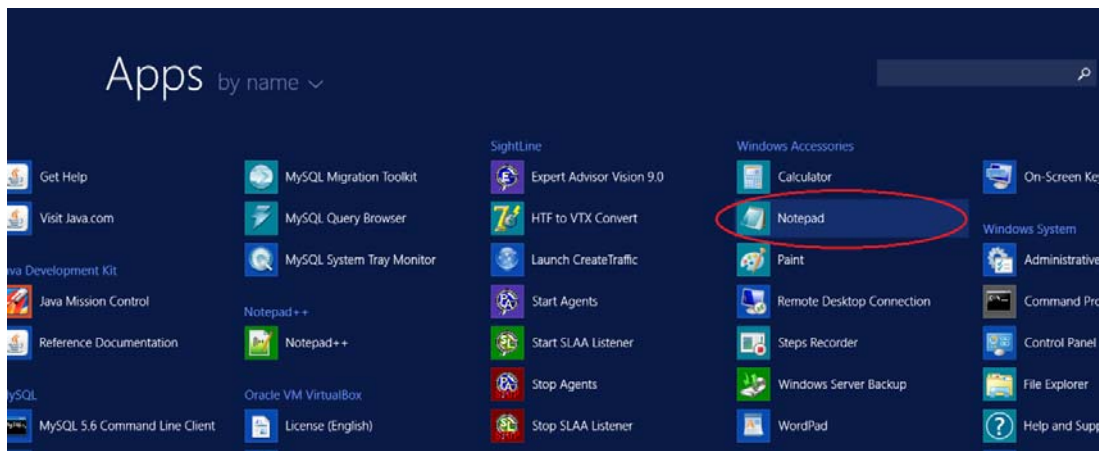 Apps by name
Get Help
Visit Java.com
Java Development Kit
Java Mission Control
Reference Documentation
MySQL
MySQL 5.6 Command Line Client
MySQL Migration Toolkit
MySQL Query Browser
MySQL System Tray Monitor
Notepad++
Notepad++
Oracle VM VirtualBox
License (English)
SightLine
Expert Advisor Vision 9.0
HTF to VTX Convert
Launch CreateTraffic
Start Agents
Start SLAA Listener
Stop Agents
Stop SLAA Listener
Windows Accessories
Calculator
Notepad
Paint
Remote Desktop Connection
Steps Recorder
Windows Server Backup
WordPad
On-Screen Key
Windows System
Administrative
Command Pro
Control Panel
File Explorer
Help and Supp